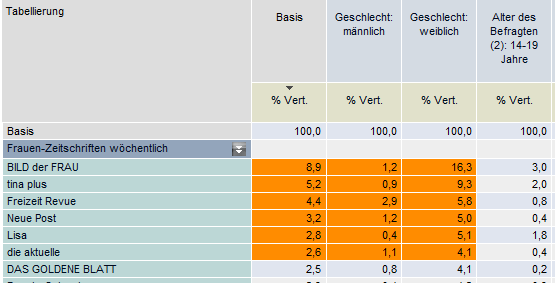 Tabellierung
Basis
Geschlecht:
männlich
Geschlecht:
weiblich
Alter des
Befragten
(2): 14-19
Jahre
% Vert. % Vert. % Vert. % Vert.
Basis 100,0 100,0 100,0 100,0
Frauen-Zeitschriften wöchentlich
BILD der FRAU 8,9 1,2 16,3 3,0
tina plus 5,2 0,9 9,3 2,0
Freizeit Revue 4,4 2,9 5,8 0,8
Neue Post 3,2 1,2 5,0 0,4
Lisa 2,8 0,4 5,1 1,8
die aktuelle 2,6 1,1 4,1 0,4
DAS GOLDENE BLATT 2,5 0,8 4,1 0,2